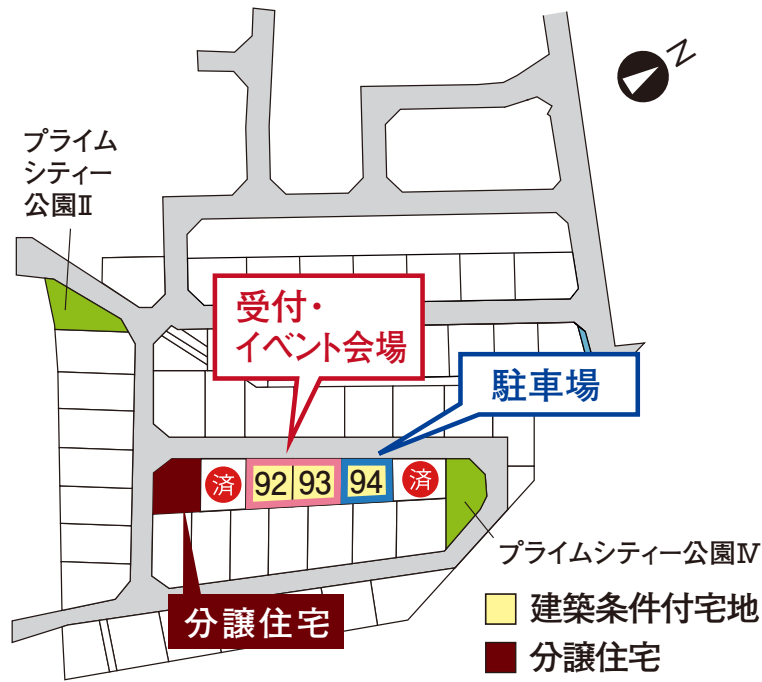 N
プライム
シティー
公園Ⅱ
受付・
イベント会場
駐車場
済 92 93 94 済
プライムシティー公園Ⅳ
分譲住宅
建築条件付宅地
分譲住宅